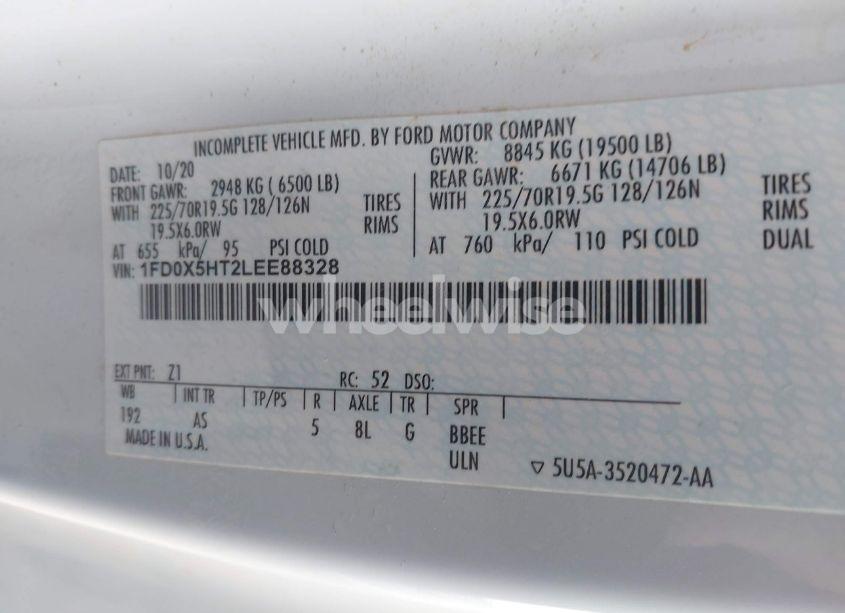 INCOMPLETE VEHICLE MFD. BY FORD MOTOR COMPANY
DATE: 10/20
GVWR: 8845 KG (19500 LB)
FRONT GAWR: 2948 KG ( 6500 LB)
REAR GAWR: 6671 KG (14706 LB)
WITH 225/70R19.5G 128/126N TIRES
WITH 225/70R19.5G 128/126N TIRES
19.5X6.0RW RIMS
19.5X6.0RW RIMS
AT 655 kPa/ 95 PSI COLD
AT 760 kPa/ 110 PSI COLD DUAL
VIN: 1FD0X5HT2LEE88328
wheelwise
EXT PNT: Z1 RC: 52 DSO:
WB INT TR TP/PS R AXLE TR SPR
192 AS 5 8L G BBEE
MADE IN U.S.A. ULN
5U5A-3520472-AA